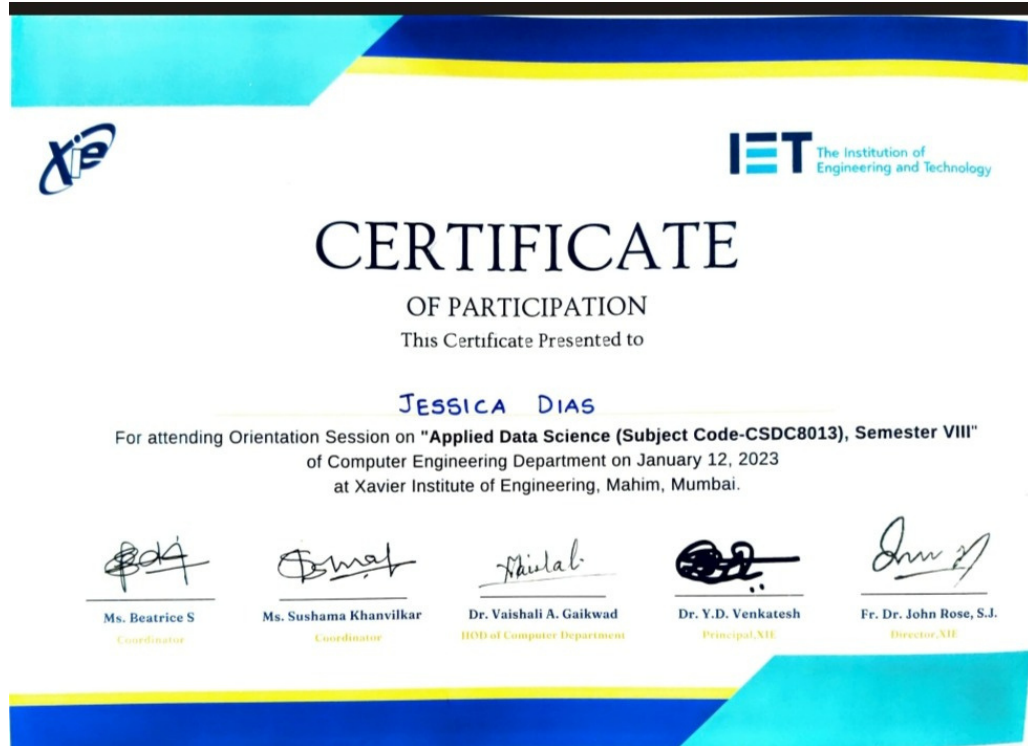 Xie
IET The Institution of
Engineering and Technology
CERTIFICATE
OF PARTICIPATION
This Certificate Presented to
JESSICA DIAS
For attending Orientation Session on "Applied Data Science (Subject Code-CSDC8013), Semester VIII"
of Computer Engineering Department on January 12, 2023
at Xavier Institute of Engineering, Mahim, Mumbai.
Ms. Beatrice S
Ms. Sushama Khanvilkar
Dr. Vaishali A. Gaikwad
Dr. Y.D. Venkatesh
Fr. Dr. John Rose, S.J.
Coordinator
Coordinator
HOD of Computer Department
Principal,XIE
Director,XIE